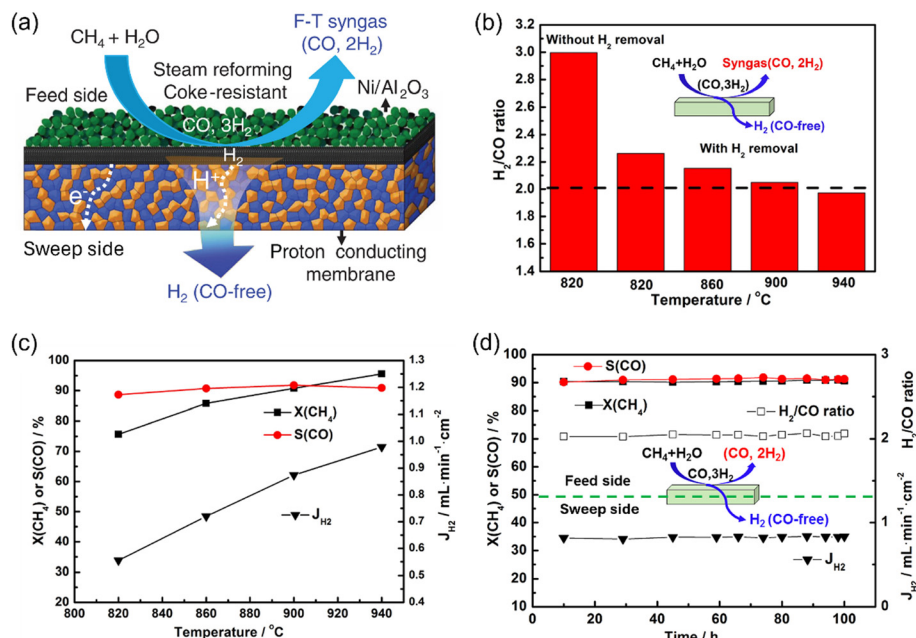 (a)
CH4 + H2O
F-T syngas
(CO, 2H2)
Steam reforming
Coke-resistant
Ni/Al2O3
Feed side
CO, 3H2
H2
H+
e-
Sweep side
Proton conducting
membrane
H2 (CO-free)
(b)
H2/CO ratio
3.0
2.8
2.6
2.4
2.2
2.0
1.8
1.6
1.4
Without H2 removal
CH4+H2O
Syngas(CO, 2H2)
(CO,3H2)
H2 (CO-free)
With H2 removal
820
820
860
900
940
Temperature / °C
(c)
X(CH4) or S(CO) / %
100
90
80
70
60
50
40
30
20
X(CH4)
S(CO)
JH2
1.3
1.2
1.1
1.0
0.9
0.8
0.7
0.6
0.5
0.4
JH2 / mL·min-1·cm-2
800
820
840
860
880
900
920
940
Temperature / °C
(d)
X(CH4) or S(CO) / %
100
90
80
70
60
50
40
30
20
S(CO)
X(CH4)
H2/CO ratio
CH4+H2O
(CO, 2H2)
CO,3H2
Feed side
Sweep side
H2 (CO-free)
JH2
3
2
1
0
H2/CO ratio
JH2 / mL·min-1·cm-2
0
20
40
60
80
100
Time / h